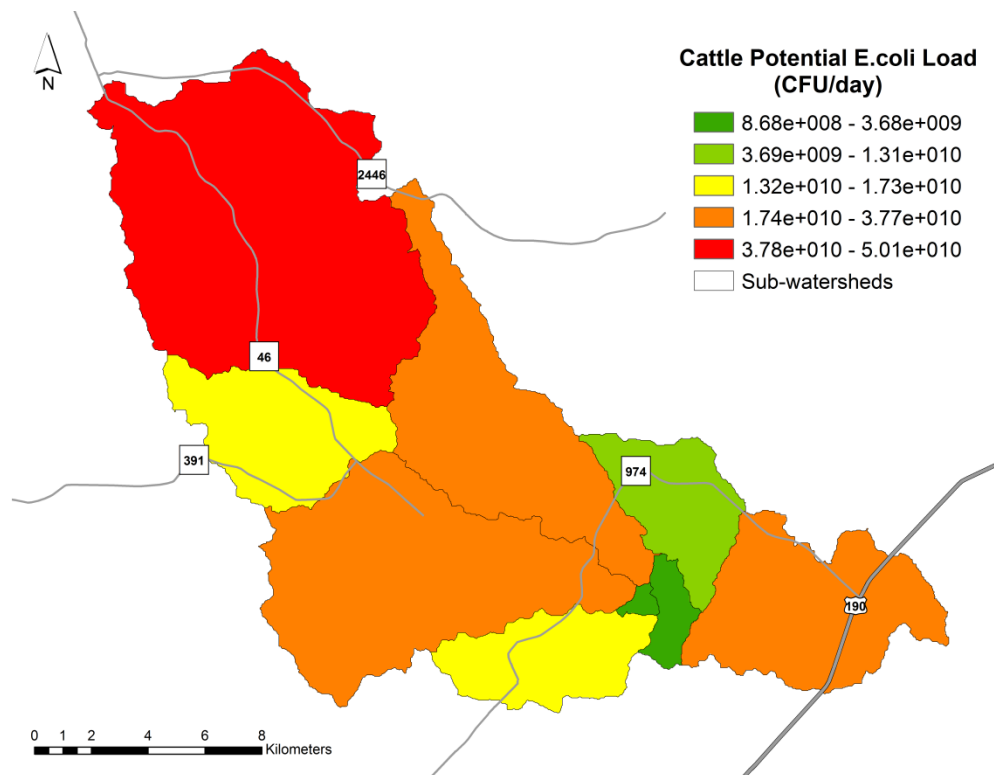 N
Cattle Potential E.coli Load
(CFU/day)
8.68e+008 - 3.68e+009
3.69e+009 - 1.31e+010
1.32e+010 - 1.73e+010
1.74e+010 - 3.77e+010
3.78e+010 - 5.01e+010
Sub-watersheds
2446
46
391
974
190
0 1 2 4 6 8
Kilometers